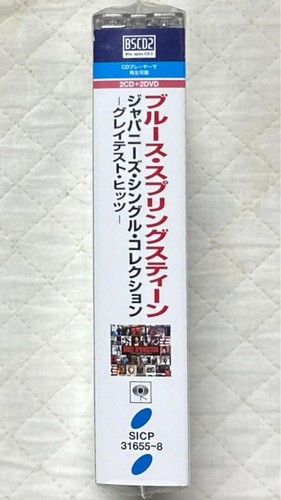 BSCD2
Blu-spec CD2
CDプレーヤーで
再生可能
2CD+2DVD
ブルース・スプリングスティーン
ジャパニーズ・シングル・コレクション
–グレイテスト・ヒッツ–
SICP
31655~8